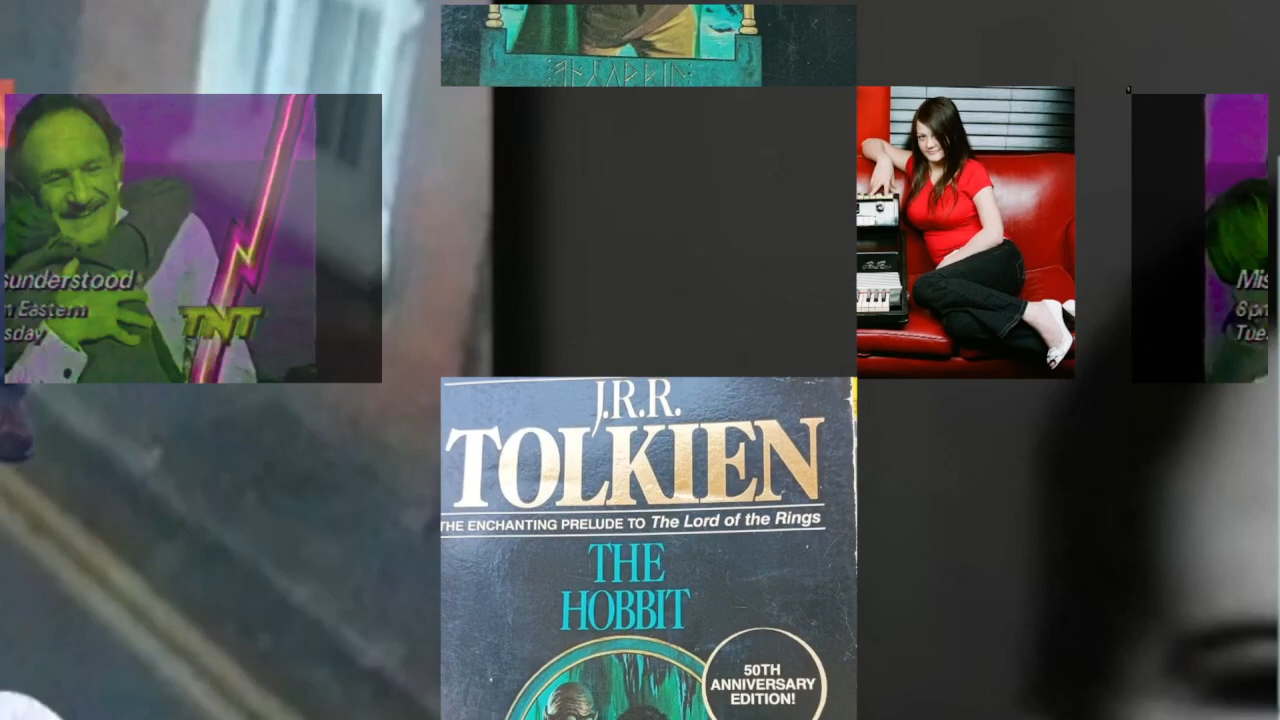 sunderstood
n Eastern
sday
TNT
Mis
8pm
Tue
J.R.R.
TOLKIEN
THE ENCHANTING PRELUDE TO The Lord of the Rings
THE
HOBBIT
50TH
ANNIVERSARY
EDITION!